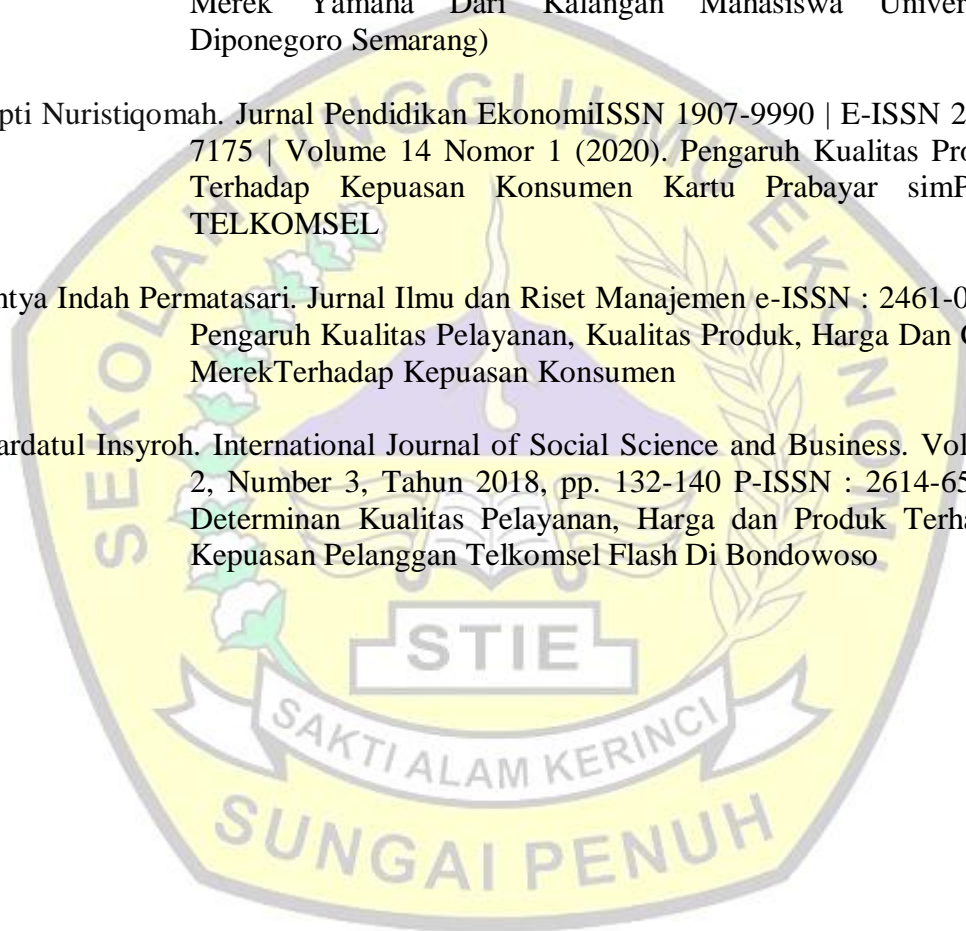 Merek Yamaha Dari Kalangan Mahasiswa Univer
Diponegoro Semarang)
pti Nuristiqomah. Jurnal Pendidikan EkonomiISSN 1907-9990 | E-ISSN 2
7175 | Volume 14 Nomor 1 (2020). Pengaruh Kualitas Pro
Terhadap Kepuasan Konsumen Kartu Prabayar simP
TELKOMSEL
ntya Indah Permatasari. Jurnal Ilmu dan Riset Manajemen e-ISSN : 2461-0
Pengaruh Kualitas Pelayanan, Kualitas Produk, Harga Dan
MerekTerhadap Kepuasan Konsumen
ardatul Insyroh. International Journal of Social Science and Business. Vol
2, Number 3, Tahun 2018, pp. 132-140 P-ISSN : 2614-65
Determinan Kualitas Pelayanan, Harga dan Produk Terha
Kepuasan Pelanggan Telkomsel Flash Di Bondowoso
SEKOLAH TINGGI ILMU EKONOMI
STIE
SAKTI ALAM KERINCI
SUNGAI PENUH